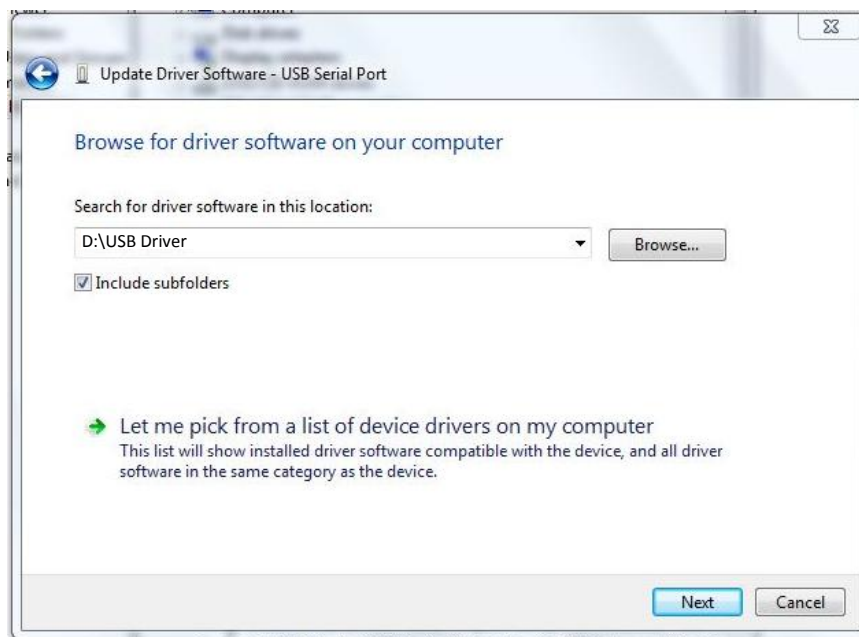 Update Driver Software - USB Serial Port
Browse for driver software on your computer
Search for driver software in this location:
D:\USB Driver
Browse...
Include subfolders
Let me pick from a list of device drivers on my computer
This list will show installed driver software compatible with the device, and all driver
software in the same category as the device.
Next
Cancel